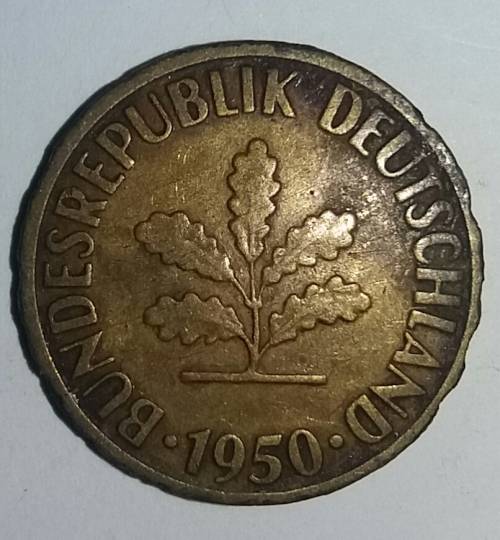 BUNDESREPUBLIK DEUTSCHLAND
· 1950 ·